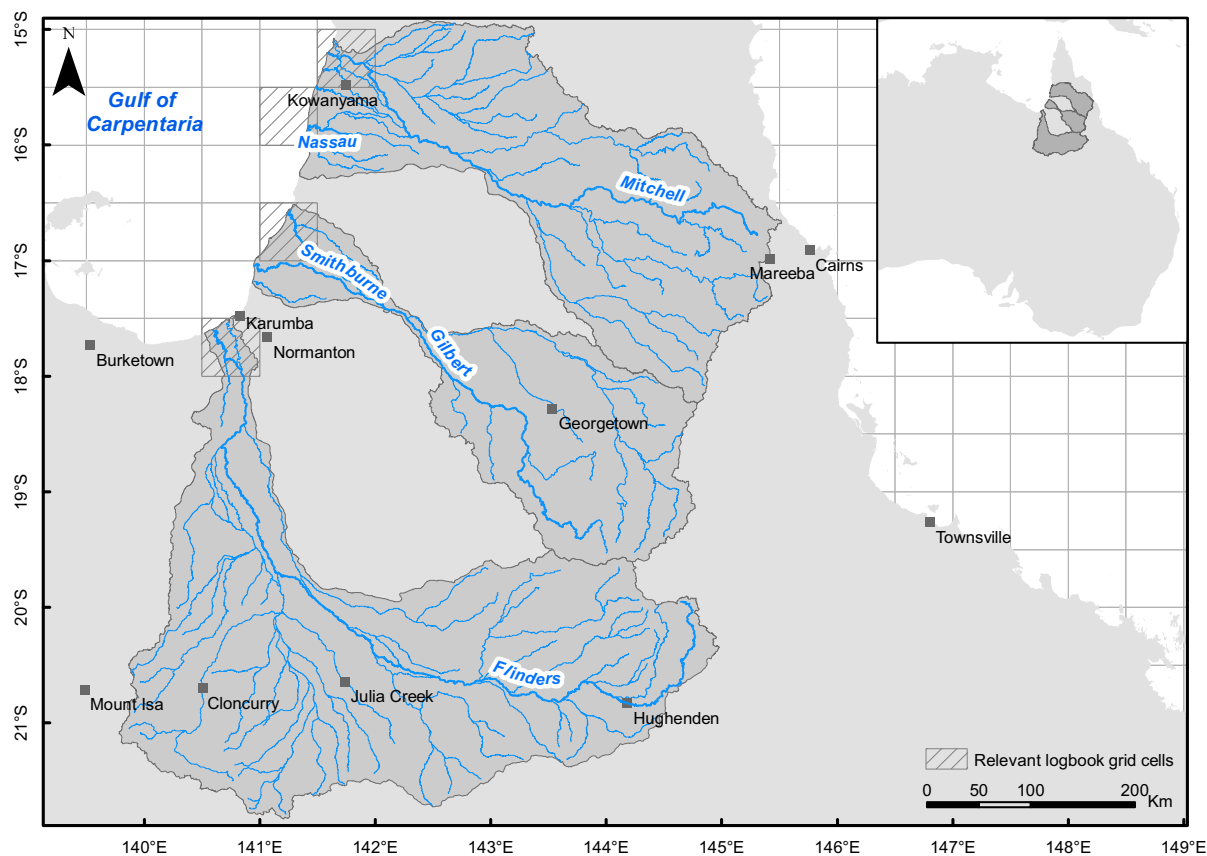 15°S
16°S
17°S
18°S
19°S
20°S
21°S
N
Gulf of
Carpentaria
Kowanyama
Nassau
Mitchell
Smithburne
Mareeba
Cairns
Karumba
Normanton
Burketown
Gilbert
Georgetown
Townsville
Flinders
Mount Isa
Cloncurry
Julia Creek
Hughenden
Relevant logbook grid cells
0 50 100 200
Km
140°E 141°E 142°E 143°E 144°E 145°E 146°E 147°E 148°E 149°E